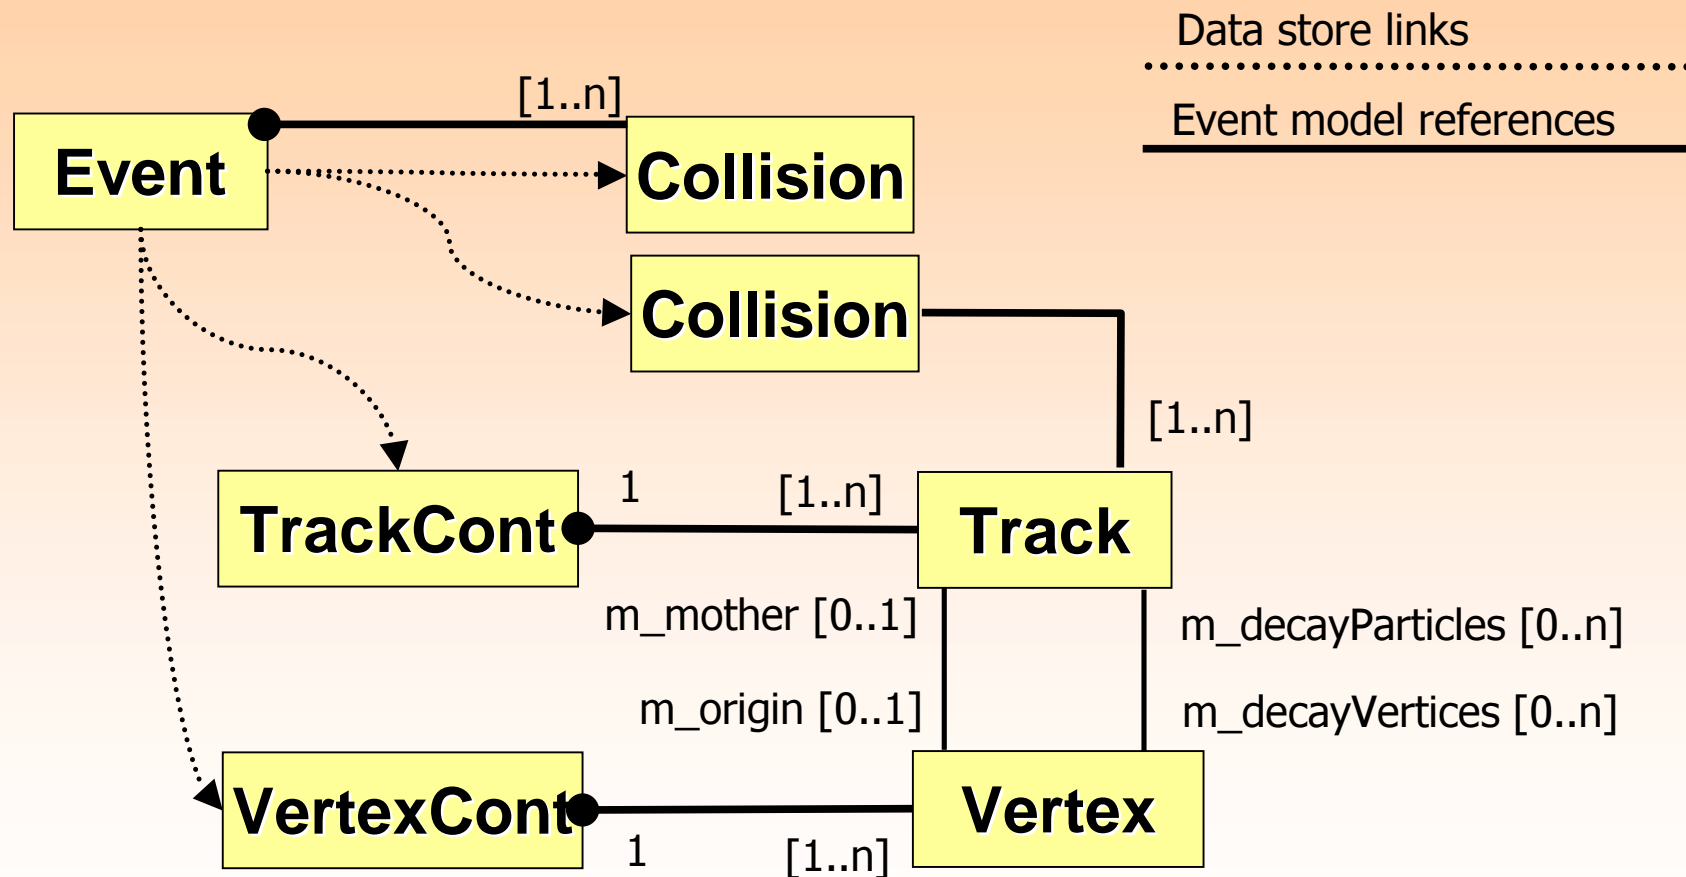 Data store links
[1..n]
Event model references
Event
Collision
Collision
[1..n]
1
[1..n]
TrackCont
Track
m_mother [0..1]
m_decayParticles [0..n]
m_origin [0..1]
m_decayVertices [0..n]
VertexCont
Vertex
1
[1..n]